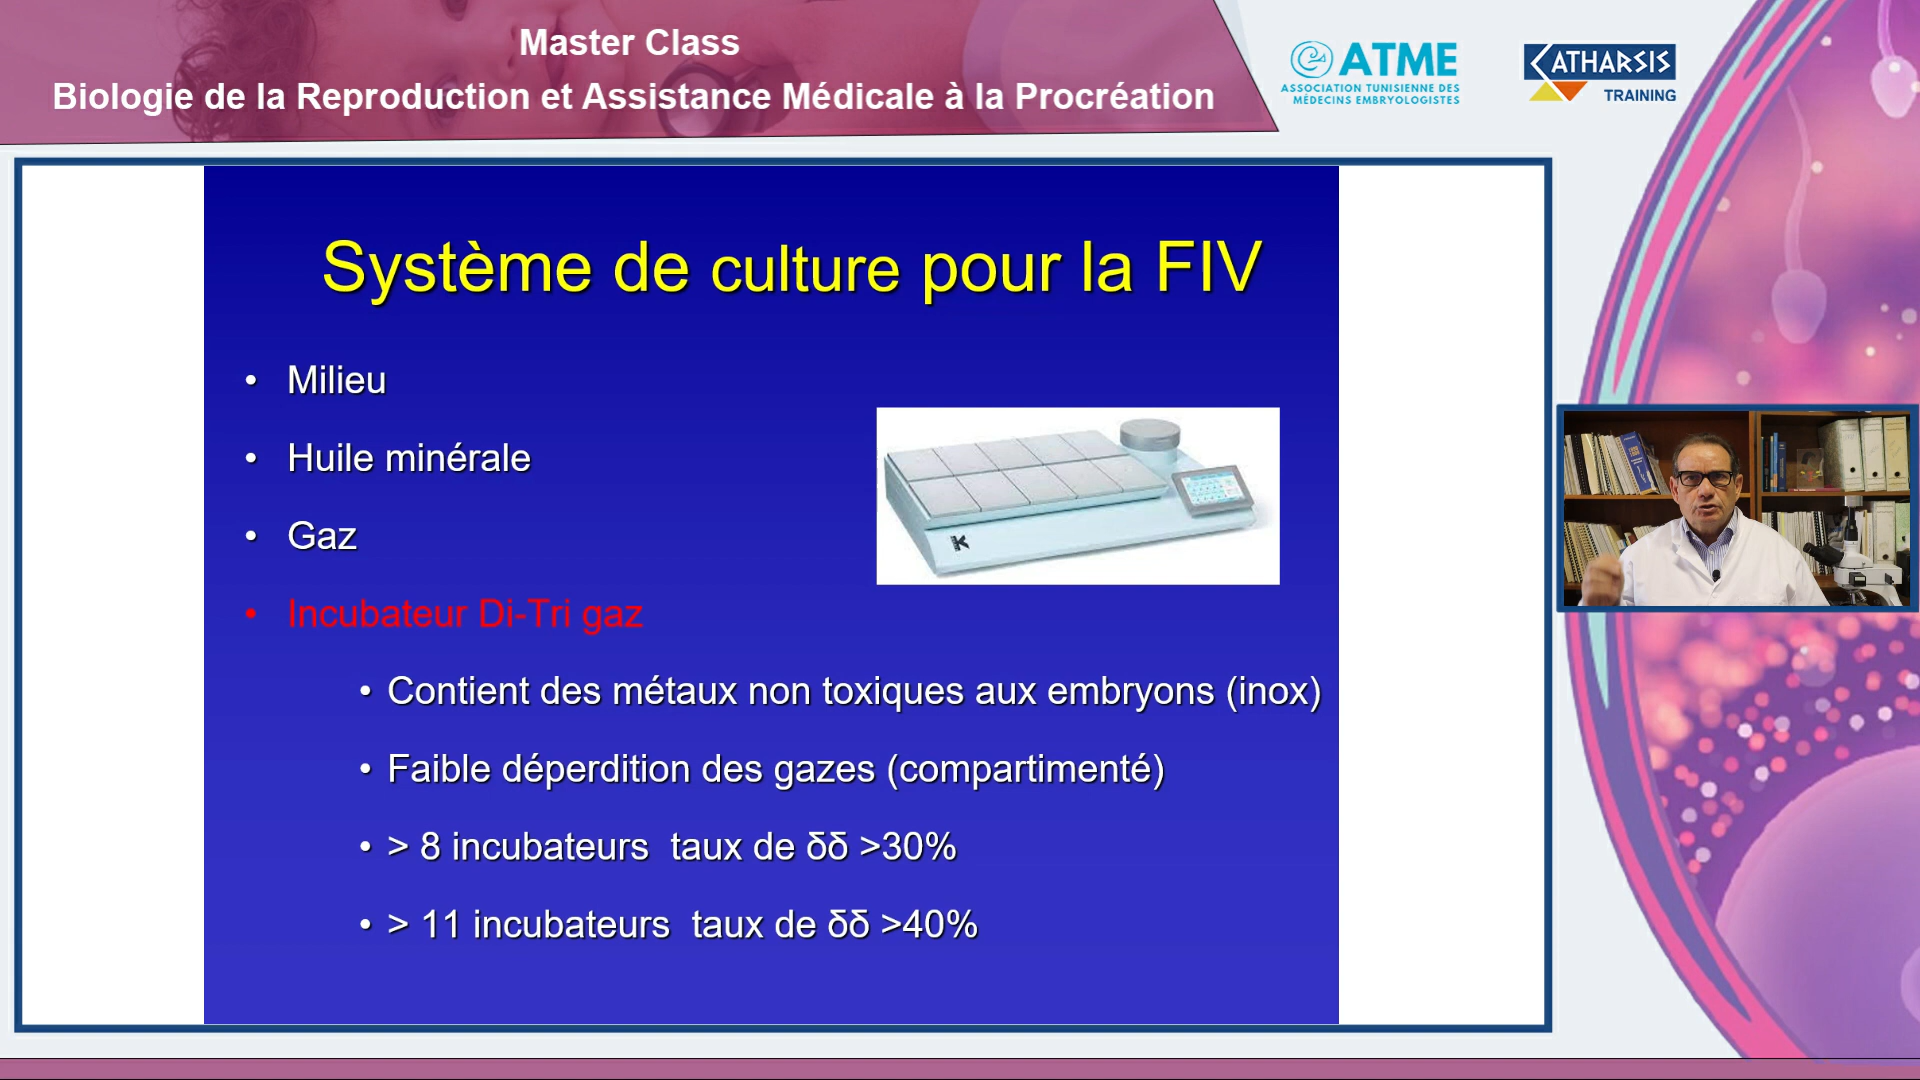 Master Class
Biologie de la Reproduction et Assistance Médicale à la Procréation
ATME
ASSOCIATION TUNISIENNE DES
MÉDECINS EMBRYOLOGISTES
KATHARSIS
TRAINING
Système de culture pour la FIV
• Milieu
• Huile minérale
• Gaz
• Incubateur Di-Tri gaz
• Contient des métaux non toxiques aux embryons (inox)
• Faible déperdition des gazes (compartimenté)
• > 8 incubateurs taux de δδ >30%
• > 11 incubateurs taux de δδ >40%
K